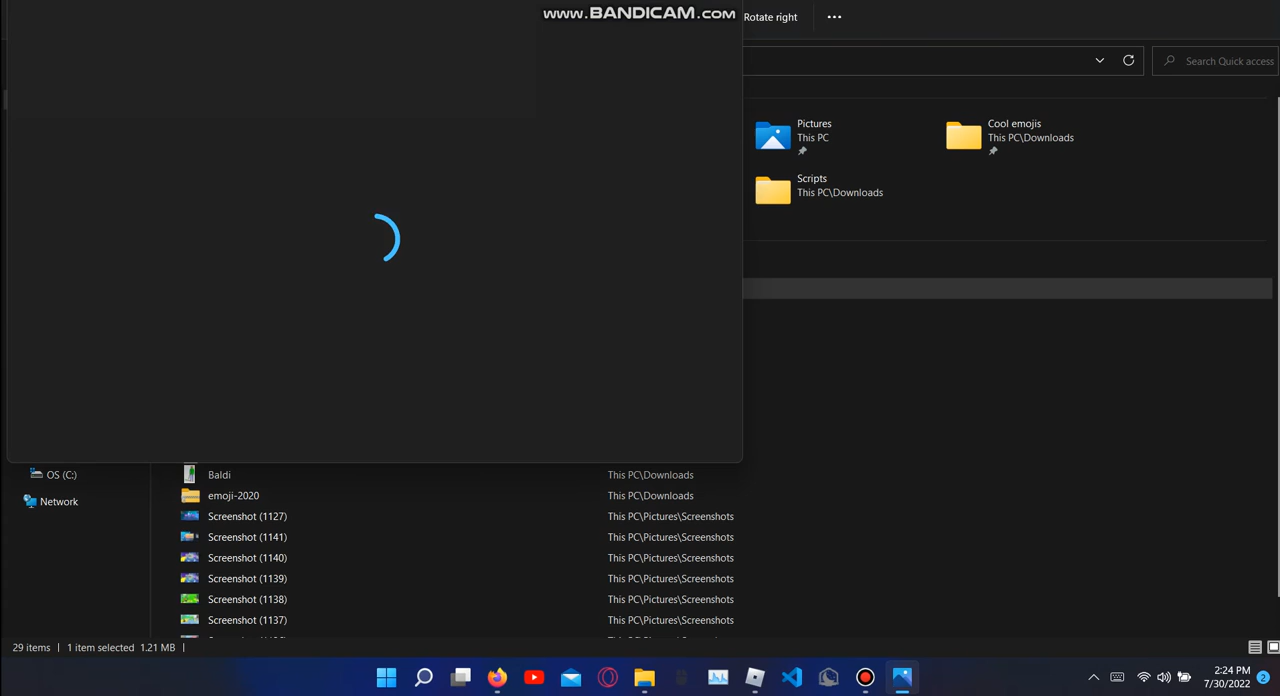 www.BANDICAM.com
Rotate right
Search Quick access
Pictures
This PC
Cool emojis
This PC\Downloads
Scripts
This PC\Downloads
OS (C:)
Network
Baldi This PC\Downloads
emoji-2020 This PC\Downloads
Screenshot (1127) This PC\Pictures\Screenshots
Screenshot (1141) This PC\Pictures\Screenshots
Screenshot (1140) This PC\Pictures\Screenshots
Screenshot (1139) This PC\Pictures\Screenshots
Screenshot (1138) This PC\Pictures\Screenshots
Screenshot (1137) This PC\Pictures\Screenshots
29 items 1 item selected 1.21 MB
2:24 PM
7/30/2022
2